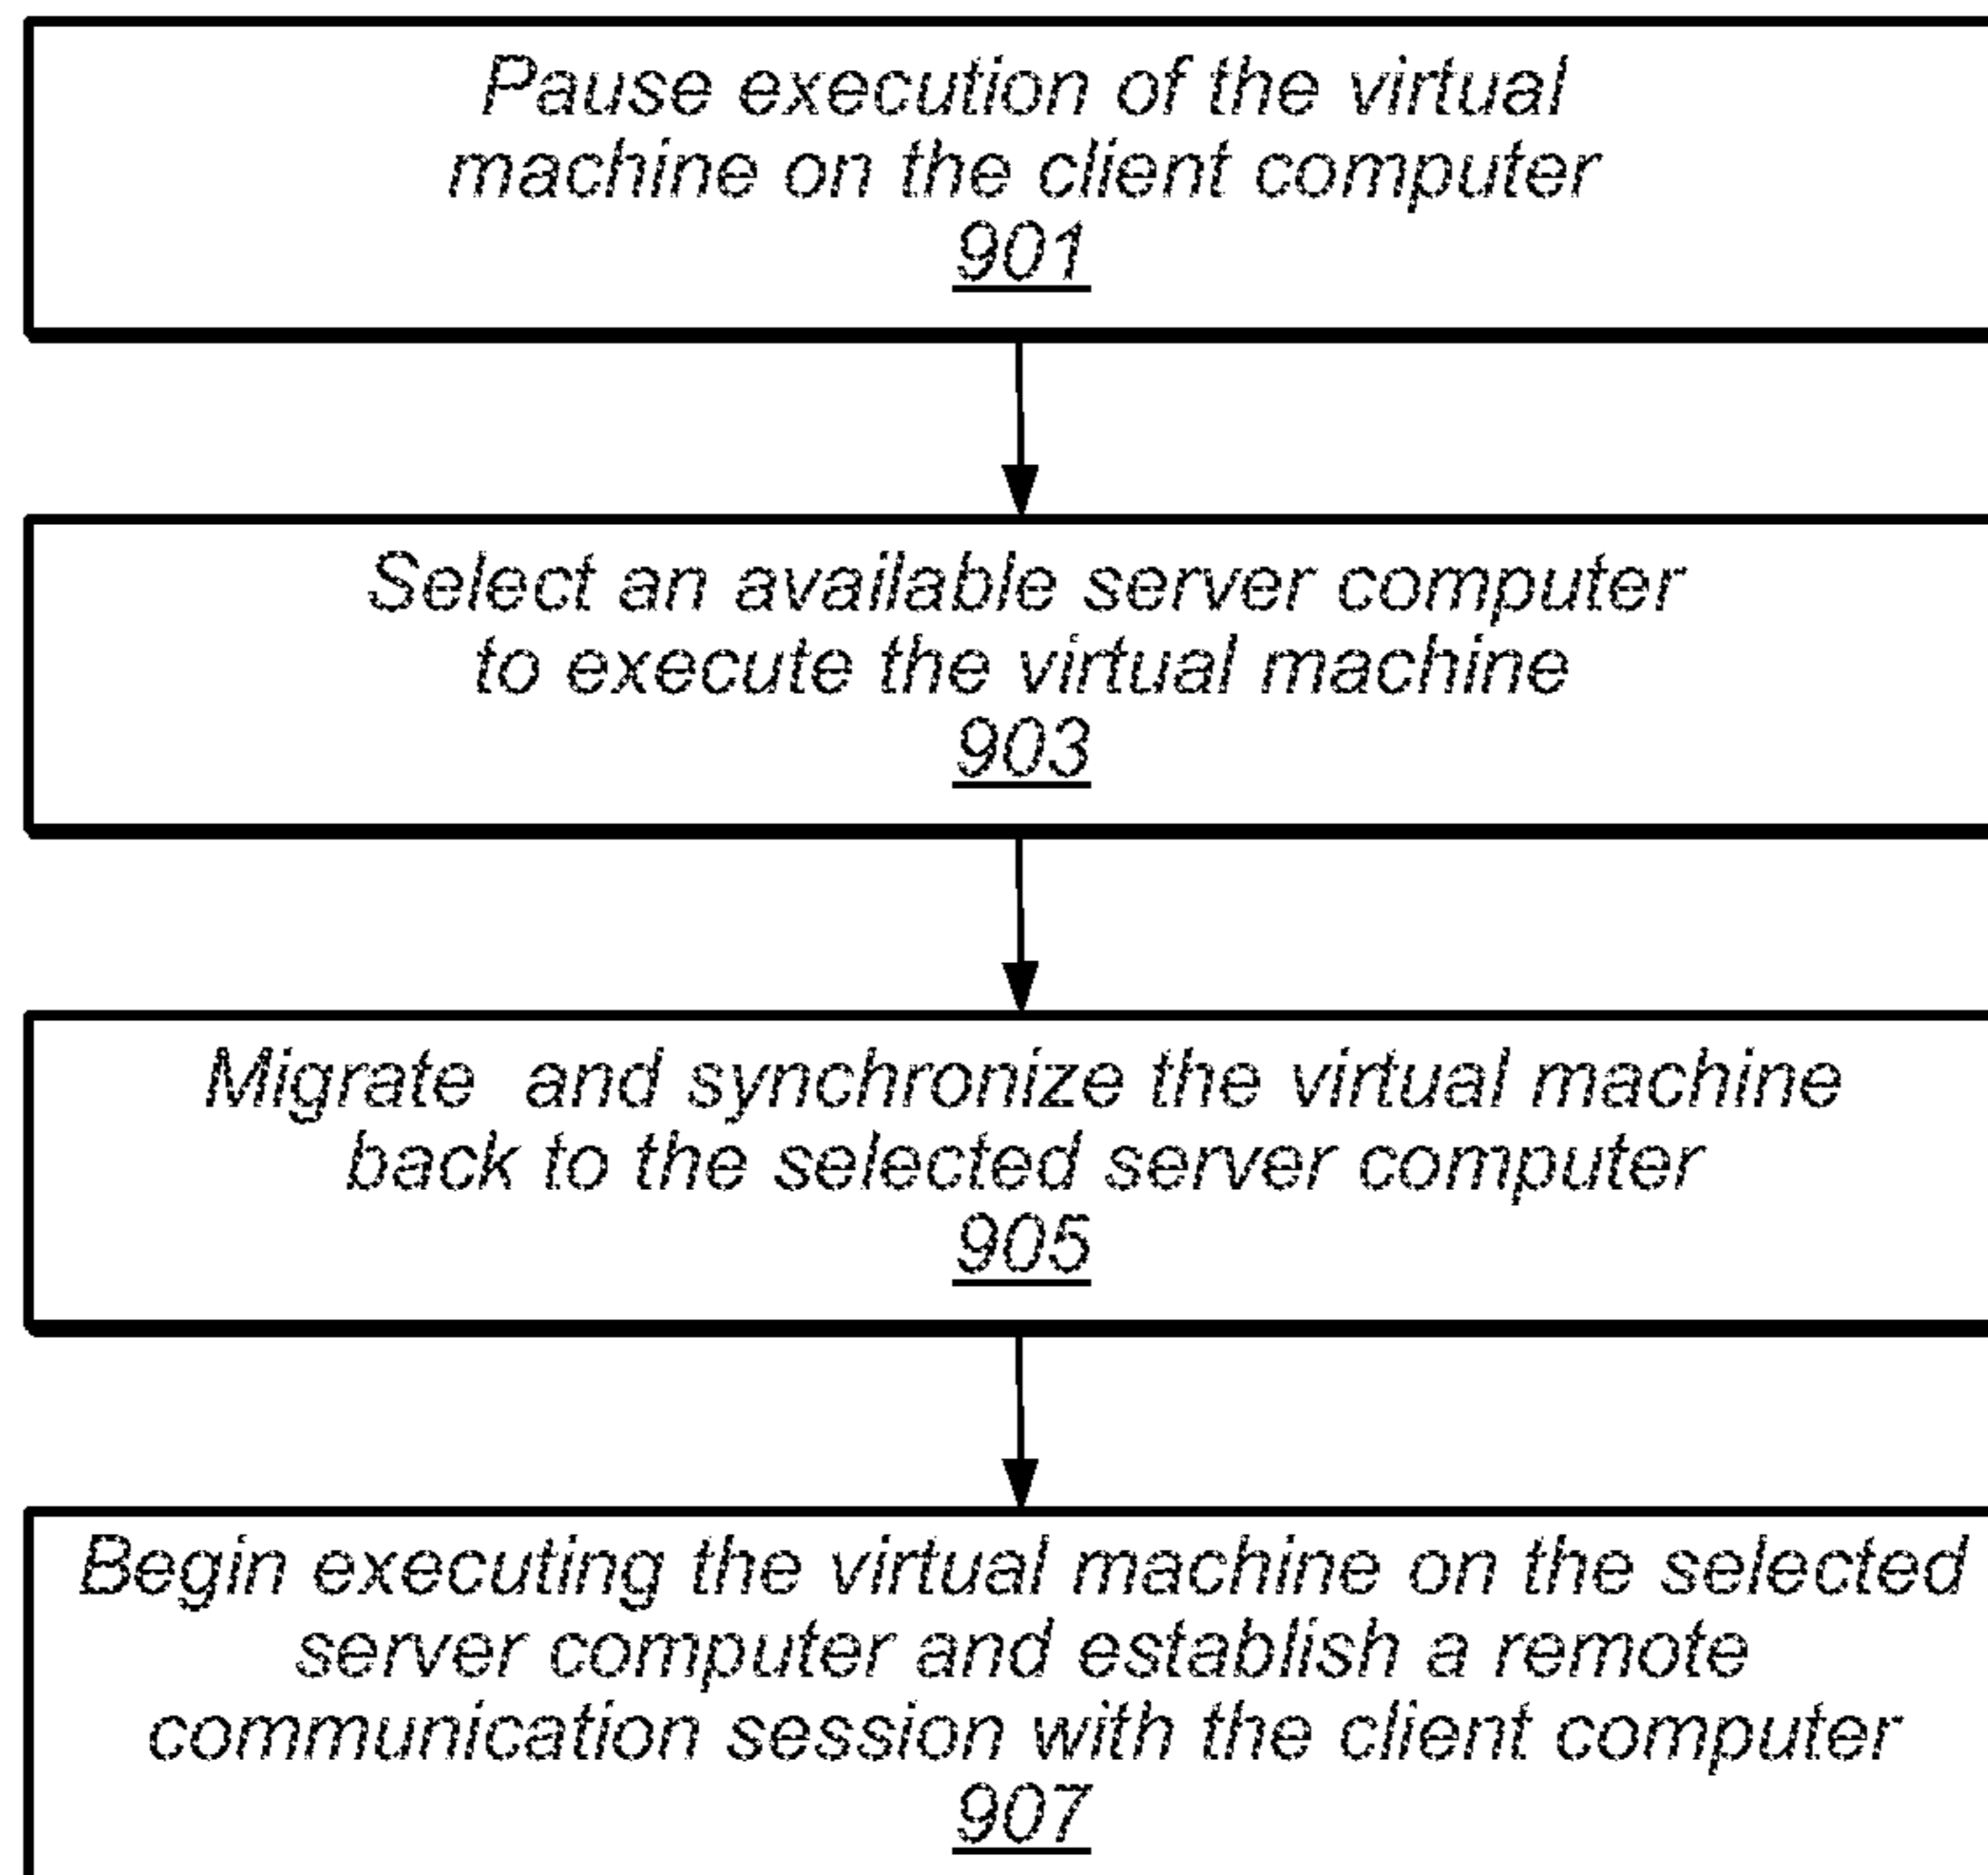 Pause execution of the virtual
machine on the client computer
901
Select an available server computer
to execute the virtual machine
903
Migrate and synchronize the virtual machine
back to the selected server computer
905
Begin executing the virtual machine on the selected
server computer and establish a remote
communication session with the client computer
907